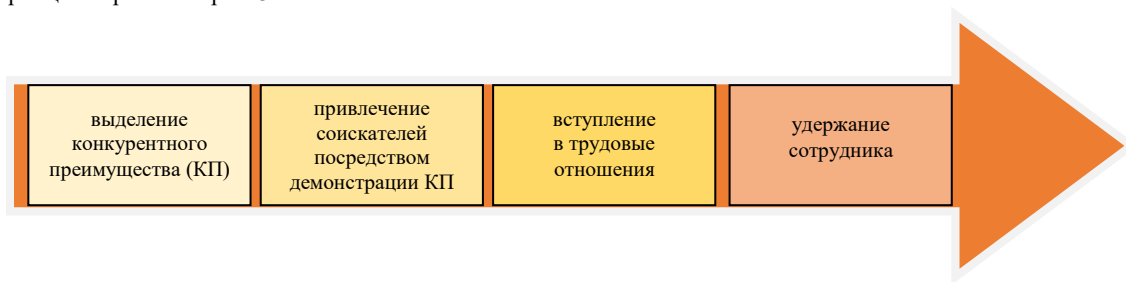 выделение
конкурентного
преимущества (КП)
привлечение
соискателей
посредством
демонстрации КП
вступление
в трудовые
отношения
удержание
сотрудника